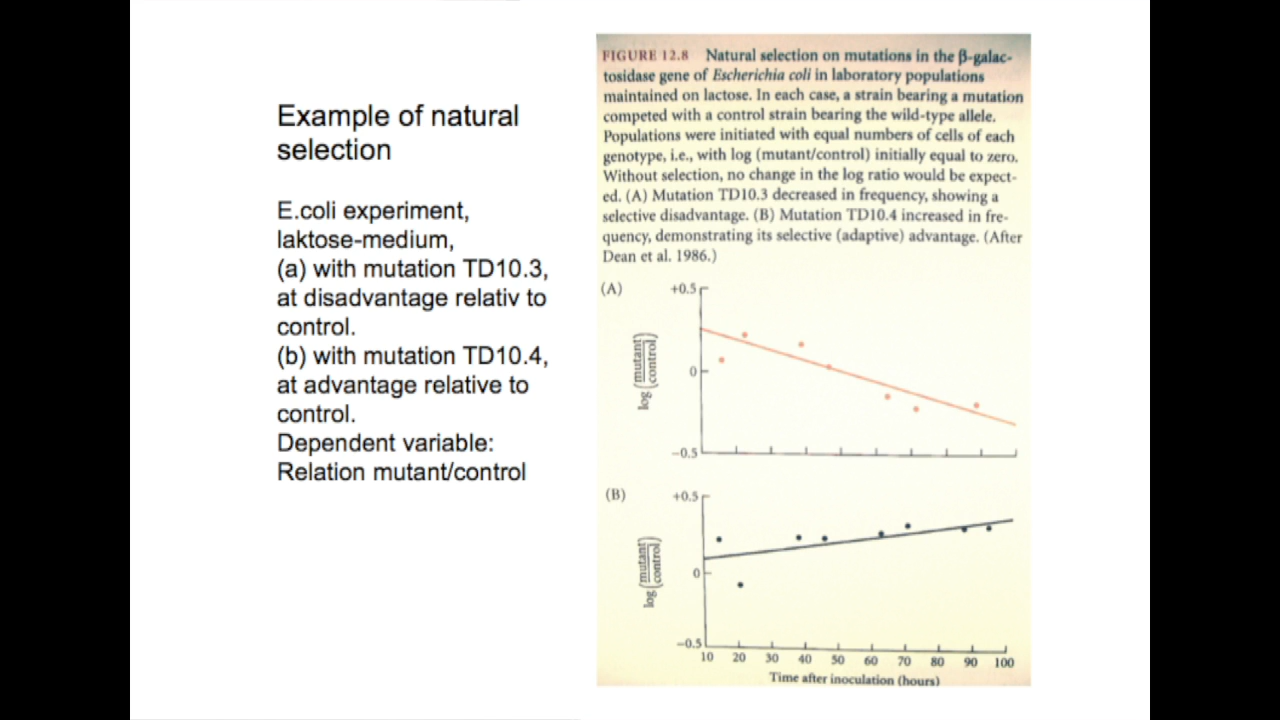 Example of natural
selection
E.coli experiment,
laktose-medium,
(a) with mutation TD10.3,
at disadvantage relativ to
control.
(b) with mutation TD10.4,
at advantage relative to
control.
Dependent variable:
Relation mutant/control
FIGURE 12.8 Natural selection on mutations in the β-galac-
tosidase gene of Escherichia coli in laboratory populations
maintained on lactose. In each case, a strain bearing a mutation
competed with a control strain bearing the wild-type allele.
Populations were initiated with equal numbers of cells of each
genotype, i.e., with log (mutant/control) initially equal to zero.
Without selection, no change in the log ratio would be expect-
ed. (A) Mutation TD10.3 decreased in frequency, showing a
selective disadvantage. (B) Mutation TD10.4 increased in fre-
quency, demonstrating its selective (adaptive) advantage. (After
Dean et al. 1986.)
(A)
+0.5
0
−0.5
log (mutant/control)
(B)
+0.5
0
−0.5
log (mutant/control)
10 20 30 40 50 60 70 80 90 100
Time after inoculation (hours)